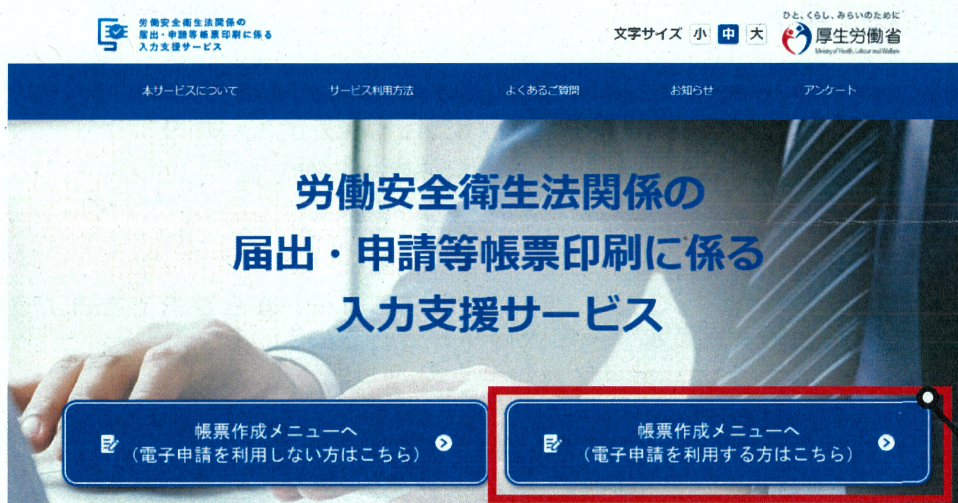 労働安全衛生法関係の
届出・申請等帳票印刷に係る
入力支援サービス
文字サイズ 小 中 大
ひと、くらし、みらいのために
厚生労働省
Ministry of Health, Labour and Welfare
本サービスについて サービス利用方法 よくあるご質問 お知らせ アンケート
労働安全衛生法関係の
届出・申請等帳票印刷に係る
入力支援サービス
帳票作成メニューへ
（電子申請を利用しない方はこちら）
帳票作成メニューへ
（電子申請を利用する方はこちら）